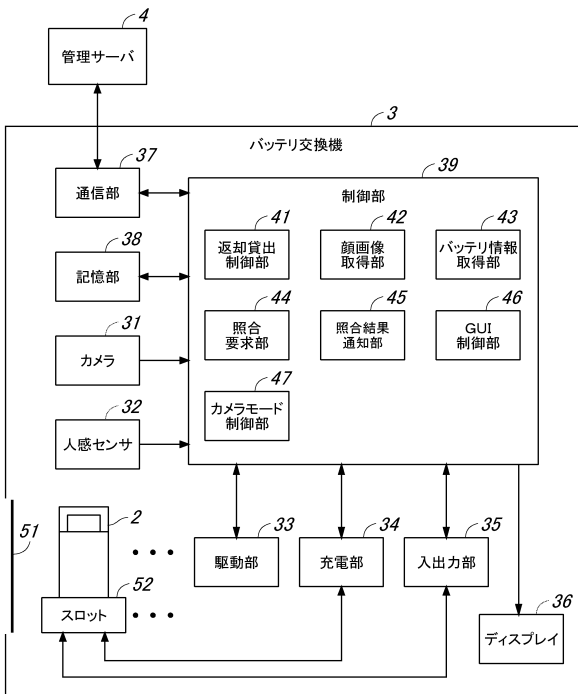 4
管理サーバ
3
バッテリ交換機
37
通信部
39
制御部
41
返却貸出
制御部
42
顔画像
取得部
43
バッテリ情報
取得部
38
記憶部
44
照合
要求部
45
照合結果
通知部
46
GUI
制御部
31
カメラ
47
カメラモード
制御部
32
人感センサ
51
2
33
駆動部
34
充電部
35
入出力部
52
スロット
36
ディスプレイ